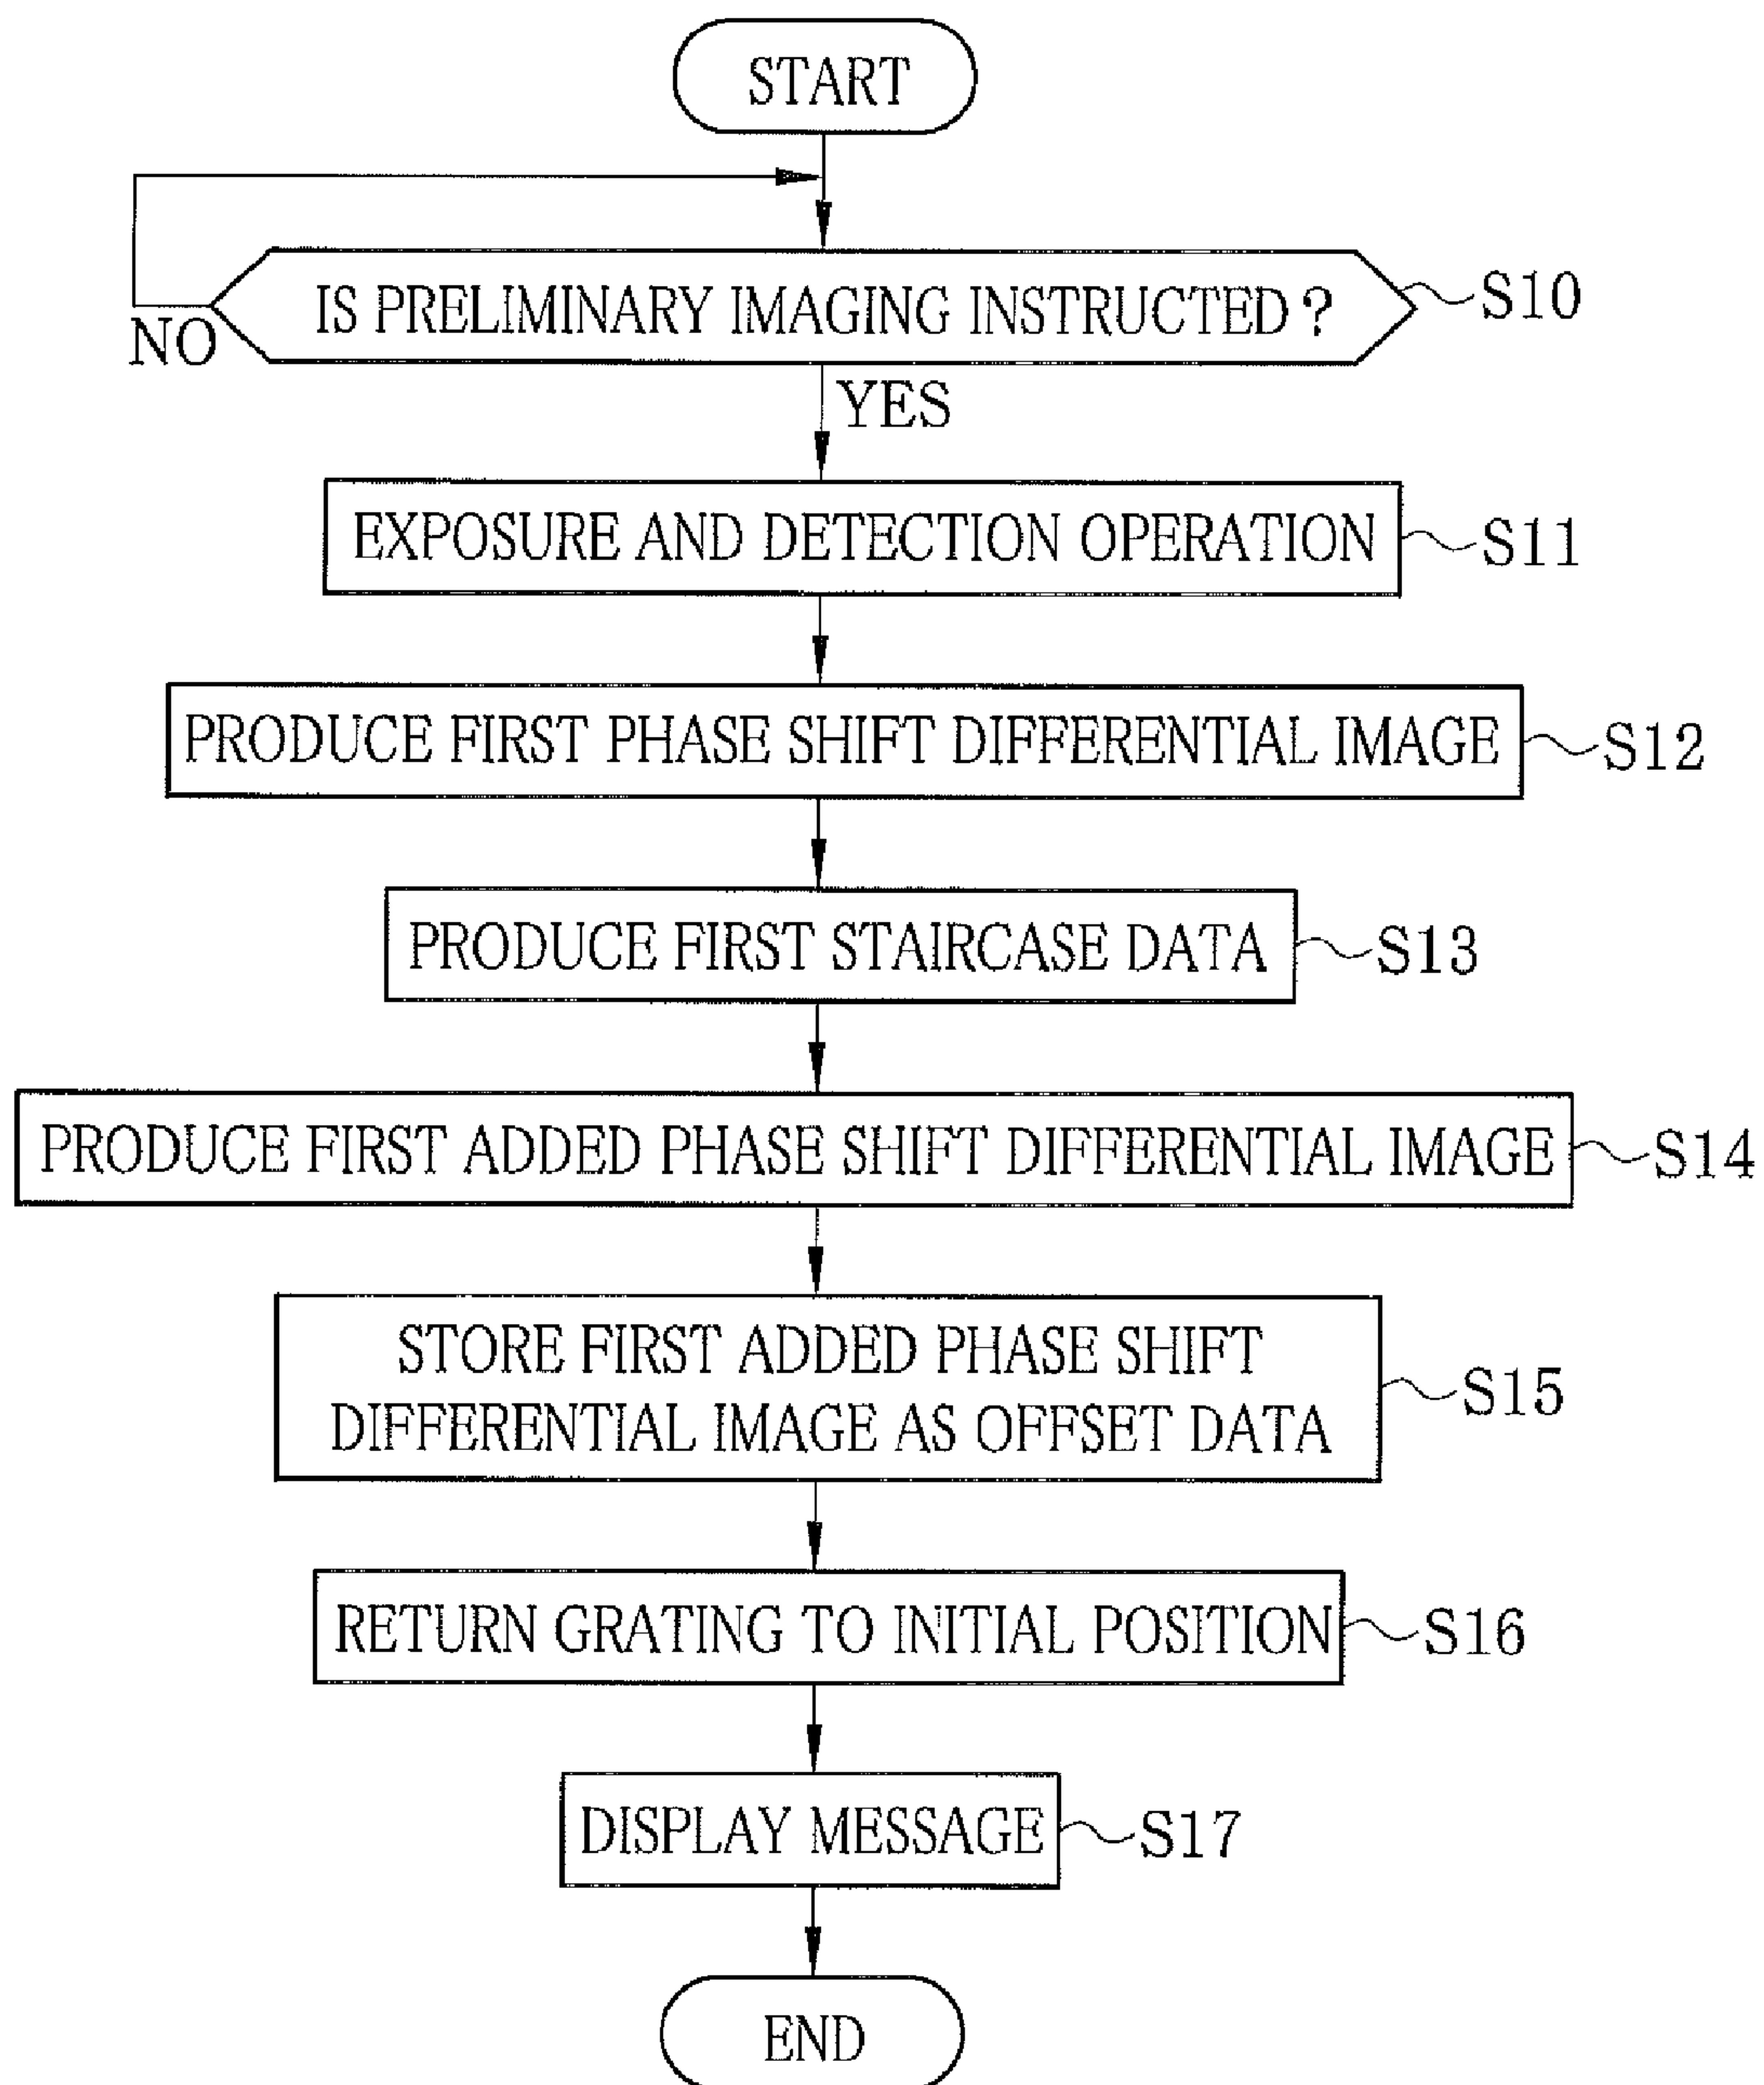 START
IS PRELIMINARY IMAGING INSTRUCTED ?
S10
NO
YES
EXPOSURE AND DETECTION OPERATION
S11
PRODUCE FIRST PHASE SHIFT DIFFERENTIAL IMAGE
S12
PRODUCE FIRST STAIRCASE DATA
S13
PRODUCE FIRST ADDED PHASE SHIFT DIFFERENTIAL IMAGE
S14
STORE FIRST ADDED PHASE SHIFT
DIFFERENTIAL IMAGE AS OFFSET DATA
S15
RETURN GRATING TO INITIAL POSITION
S16
DISPLAY MESSAGE
S17
END